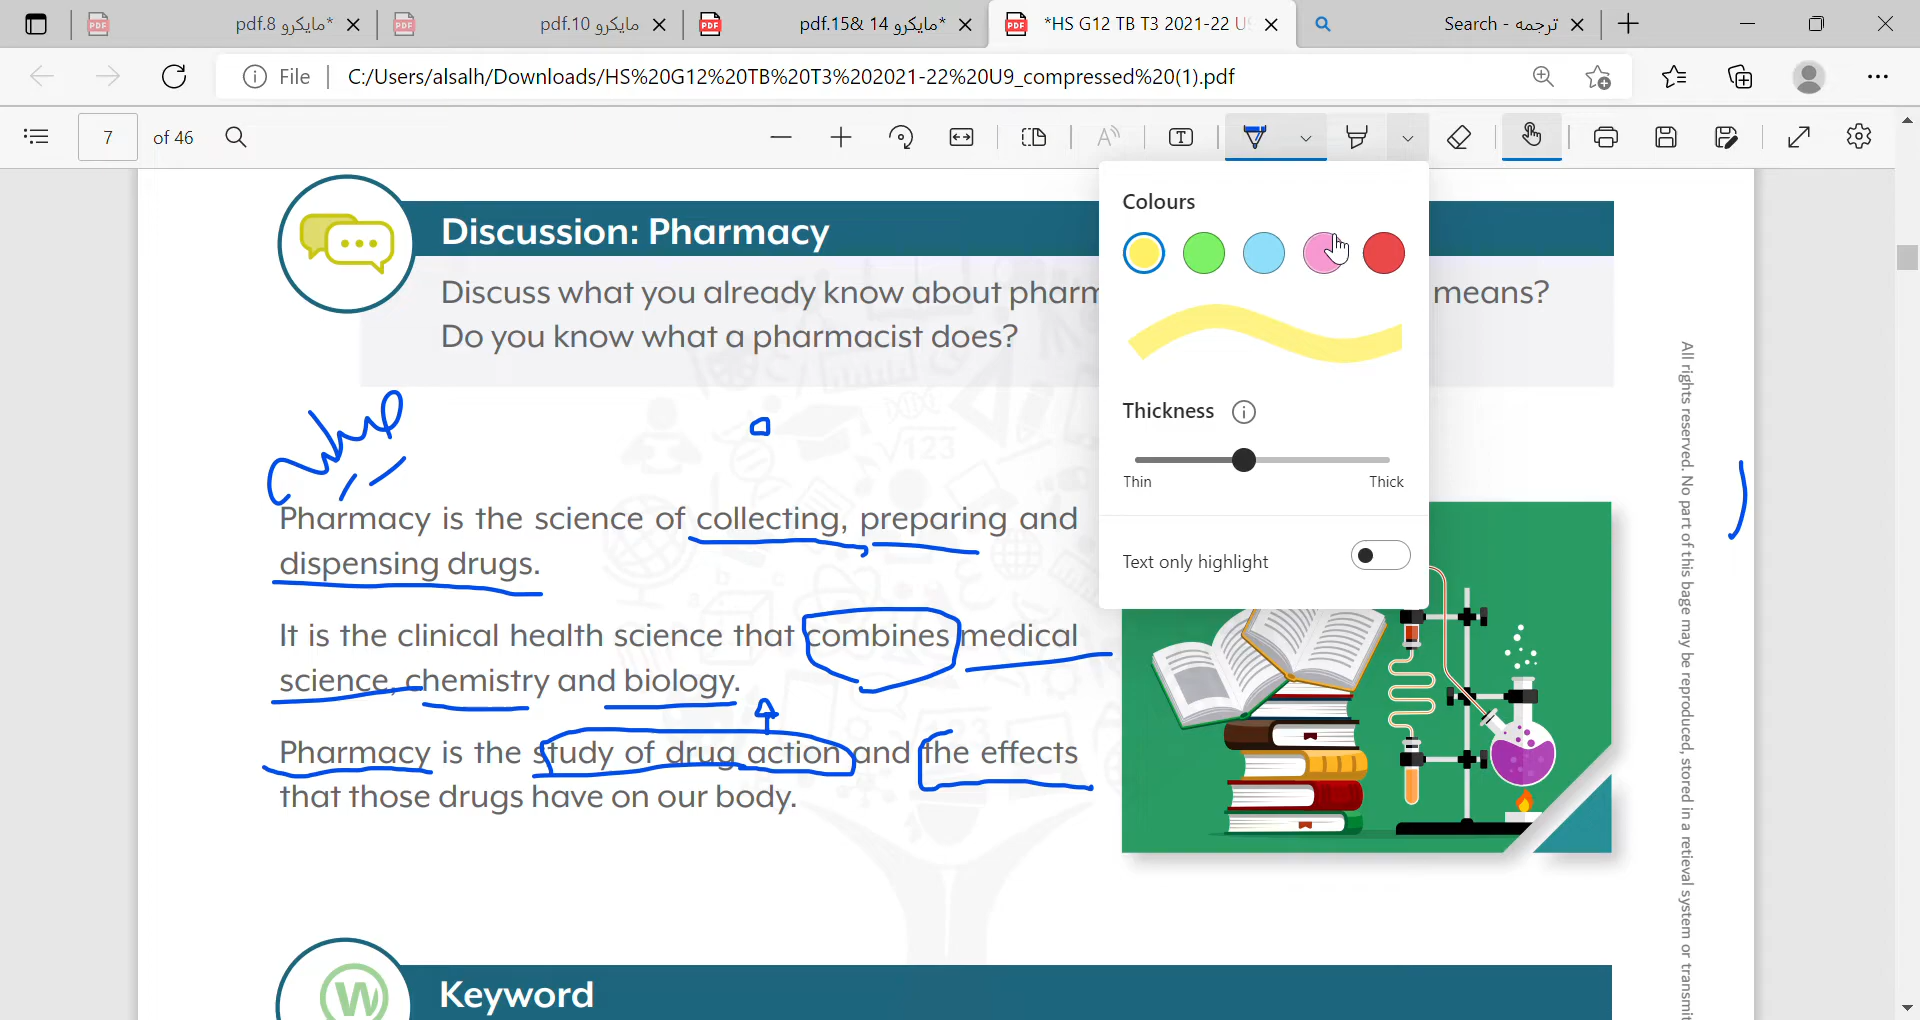 مايكرو 8.pdf*
مايكرو 10.pdf
مايكرو 14 &15.pdf*
*HS G12 TB T3 2021-22 U
ترجمه - Search
File
C:/Users/alsalh/Downloads/HS%20G12%20TB%20T3%202021-22%20U9_compressed%20(1).pdf
7 of 46
Colours
Thickness
Thin Thick
Text only highlight
Discussion: Pharmacy
Discuss what you already know about pharm means?
Do you know what a pharmacist does?
Pharmacy is the science of collecting, preparing and
dispensing drugs.
It is the clinical health science that combines medical
science, chemistry and biology.
Pharmacy is the study of drug action and the effects
that those drugs have on our body.
W
Keyword
All rights reserved. No part of this bage may be reproduced, stored in a retieval system or transmit